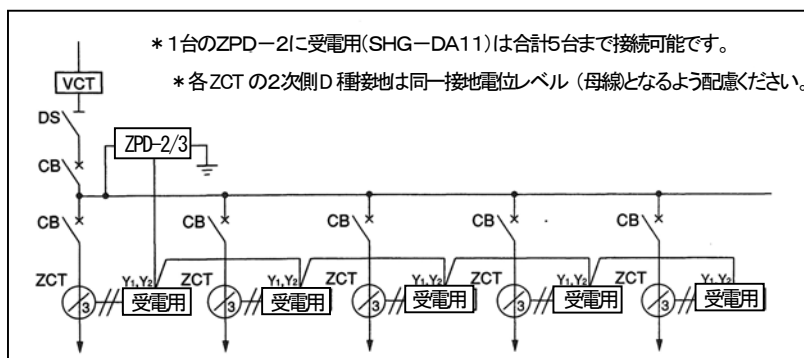 ＊1台のZPD－2に受電用(SHG－DA11)は合計5台まで接続可能です。
＊各ZCTの2次側D種接地は同一接地電位レベル（母線)となるよう配慮ください。
VCT
DS
ZPD-2/3
CB
CB CB CB CB CB
ZCT Y1,Y2 ZCT Y1,Y2 ZCT Y1,Y2 ZCT Y1,Y2 ZCT Y1,Y2
3 受電用 3 受電用 3 受電用 3 受電用 3 受電用